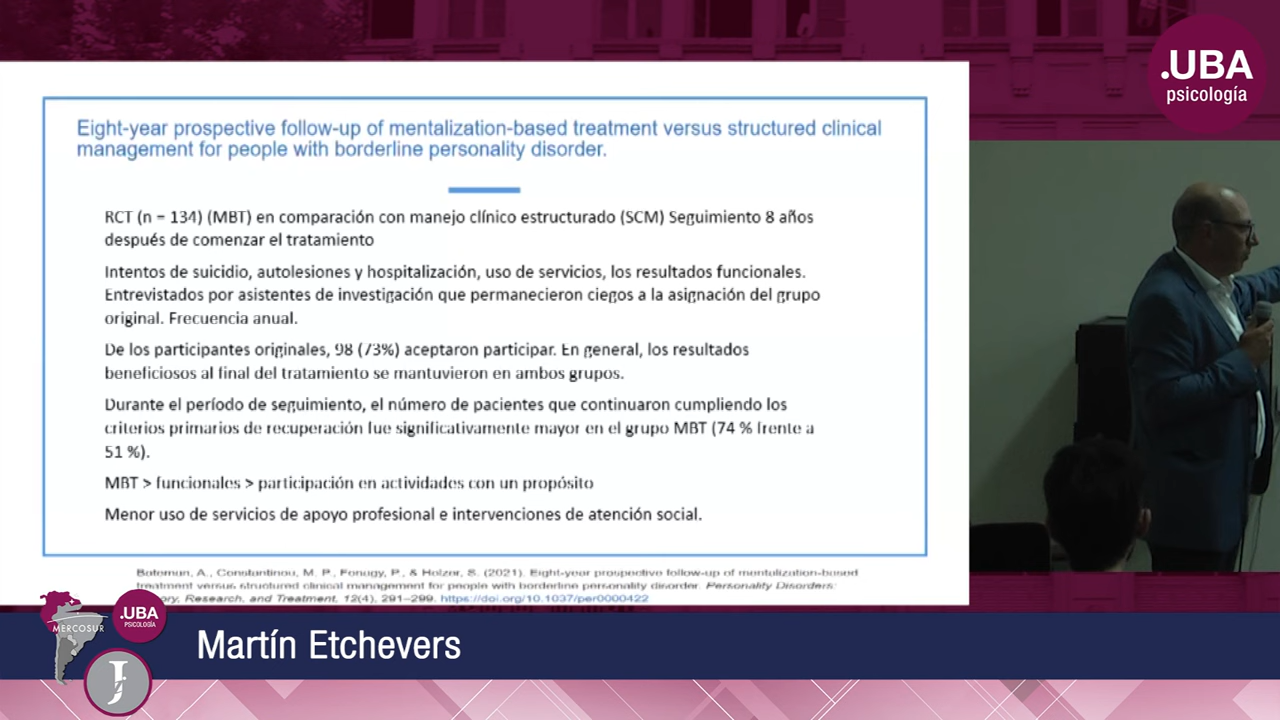 .UBA
psicología
Eight-year prospective follow-up of mentalization-based treatment versus structured clinical
management for people with borderline personality disorder.
RCT (n = 134) (MBT) en comparación con manejo clínico estructurado (SCM) Seguimiento 8 años
después de comenzar el tratamiento
Intentos de suicidio, autolesiones y hospitalización, uso de servicios, los resultados funcionales.
Entrevistados por asistentes de investigación que permanecieron ciegos a la asignación del grupo
original. Frecuencia anual.
De los participantes originales, 98 (73%) aceptaron participar. En general, los resultados
beneficiosos al final del tratamiento se mantuvieron en ambos grupos.
Durante el período de seguimiento, el número de pacientes que continuaron cumpliendo los
criterios primarios de recuperación fue significativamente mayor en el grupo MBT (74 % frente a
51 %).
MBT > funcionales > participación en actividades con un propósito
Menor uso de servicios de apoyo profesional e intervenciones de atención social.
Bateman, A., Constantinou, M. P., Fonagy, P., & Holzer, S. (2021). Eight-year prospective follow-up of mentalization-based
treatment versus structured clinical management for people with borderline personality disorder. Personality Disorders:
ory, Research, and Treatment, 12(4), 291–299. https://doi.org/10.1037/per0000422
MERCOSUR
.UBA
PSICOLOGÍA
J
Martín Etchevers